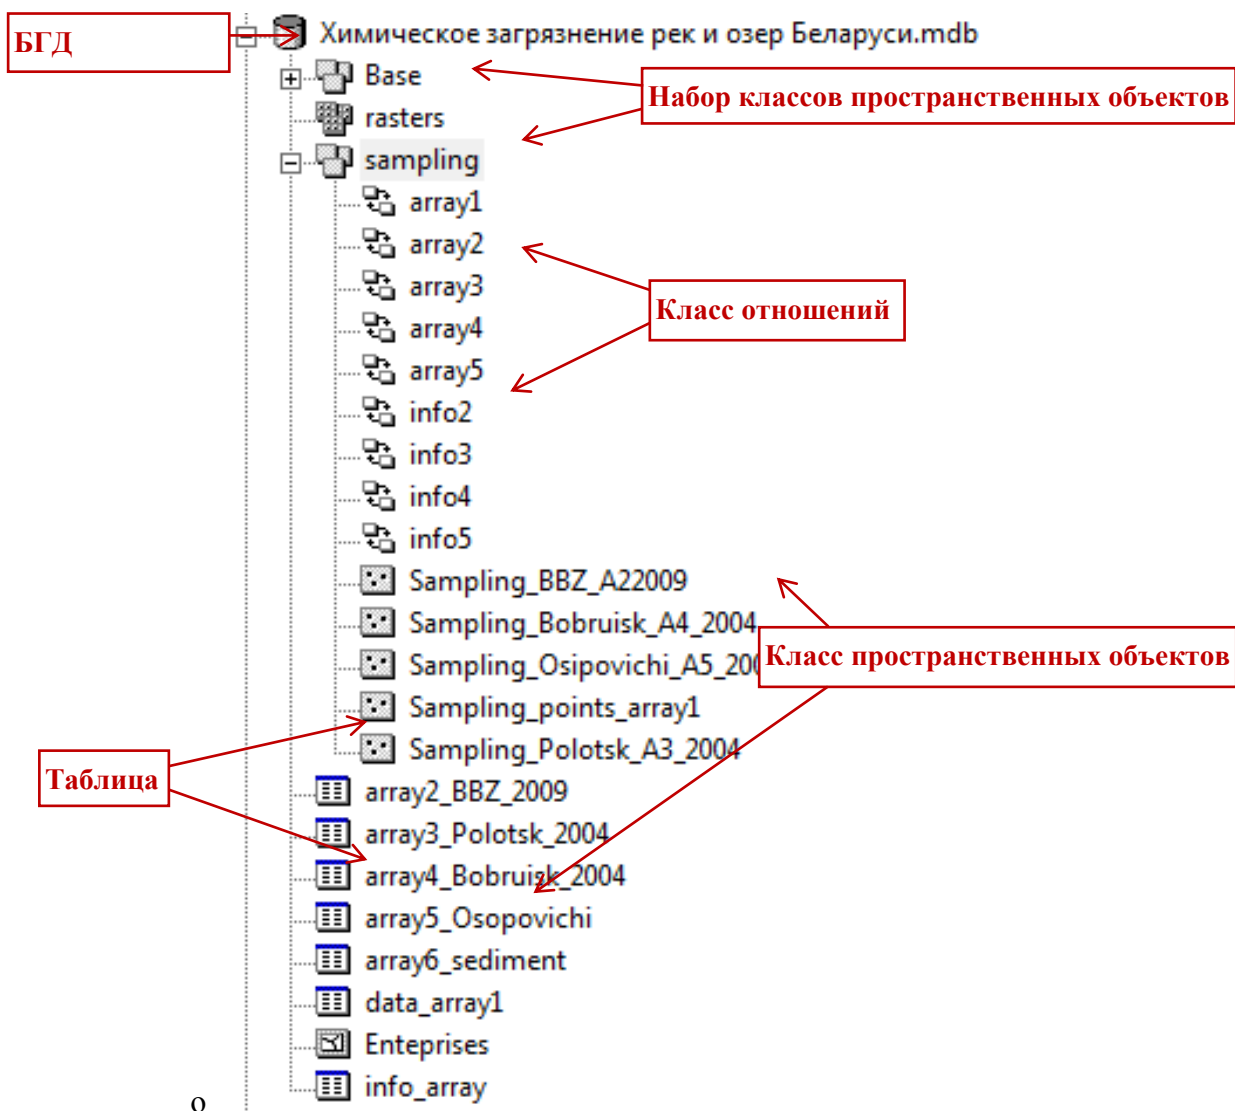 БГД
Химическое загрязнение рек и озер Беларуси.mdb
Base
Набор классов пространственных объектов
rasters
sampling
array1
array2
array3
Класс отношений
array4
array5
info2
info3
info4
info5
Sampling_BBZ_A22009
Sampling_Bobruisk_A4_2004
Sampling_Osipovichi_A5_200
Класс пространственных объектов
Sampling_points_array1
Sampling_Polotsk_A3_2004
Таблица
array2_BBZ_2009
array3_Polotsk_2004
array4_Bobruisk_2004
array5_Osopovichi
array6_sediment
data_array1
Enteprises
info_array
о